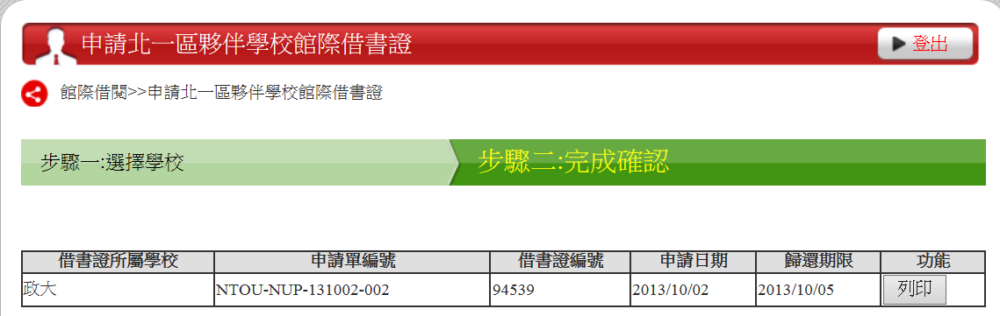 申請北一區夥伴學校館際借書證
登出
館際借閱>>申請北一區夥伴學校館際借書證
步驟一:選擇學校
步驟二:完成確認
借書證所屬學校 申請單編號 借書證編號 申請日期 歸還期限 功能
政大 NTOU-NUP-131002-002 94539 2013/10/02 2013/10/05 列印